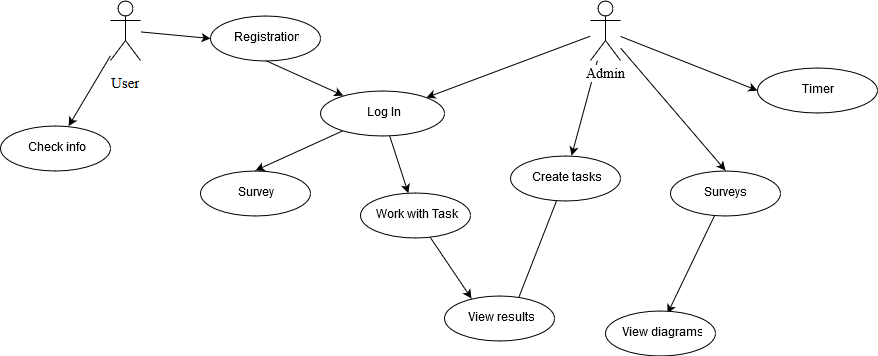 User
Registration
Admin
Timer
Log In
Check info
Survey
Create tasks
Surveys
Work with Task
View results
View diagrams